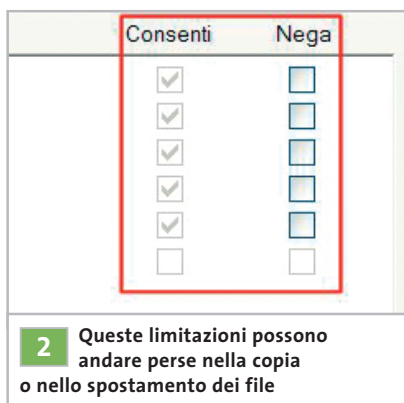 Consenti Nega
2 Queste limitazioni possono
andare perse nella copia
o nello spostamento dei file